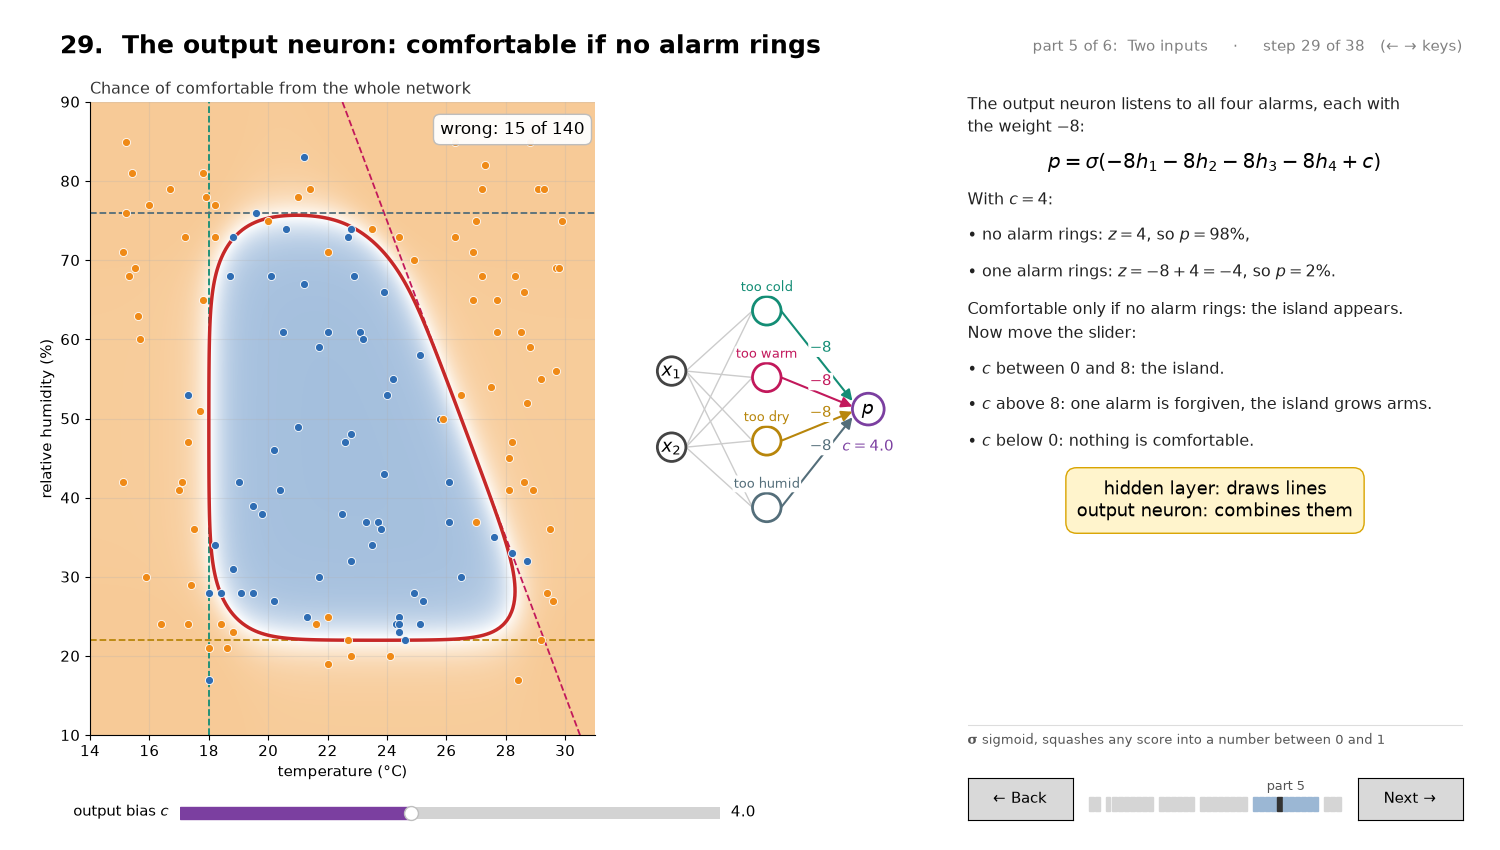 29.  The output neuron: comfortable if no alarm rings
part 5 of 6:  Two inputs  ·  step 29 of 38  (← → keys)
Chance of comfortable from the whole network
wrong: 15 of 140
90
80
70
60
50
40
30
20
10
relative humidity (%)
14 16 18 20 22 24 26 28 30
temperature (°C)
output bias c
4.0
too cold
too warm
too dry
too humid
x₁
x₂
−8
−8
−8
−8
p
c = 4.0
The output neuron listens to all four alarms, each with
the weight −8:
p = σ(−8h₁ − 8h₂ − 8h₃ − 8h₄ + c)
With c = 4:
• no alarm rings: z = 4, so p = 98%,
• one alarm rings: z = −8 + 4 = −4, so p = 2%.
Comfortable only if no alarm rings: the island appears.
Now move the slider:
• c between 0 and 8: the island.
• c above 8: one alarm is forgiven, the island grows arms.
• c below 0: nothing is comfortable.
hidden layer: draws lines
output neuron: combines them
σ sigmoid, squashes any score into a number between 0 and 1
← Back
part 5
Next →